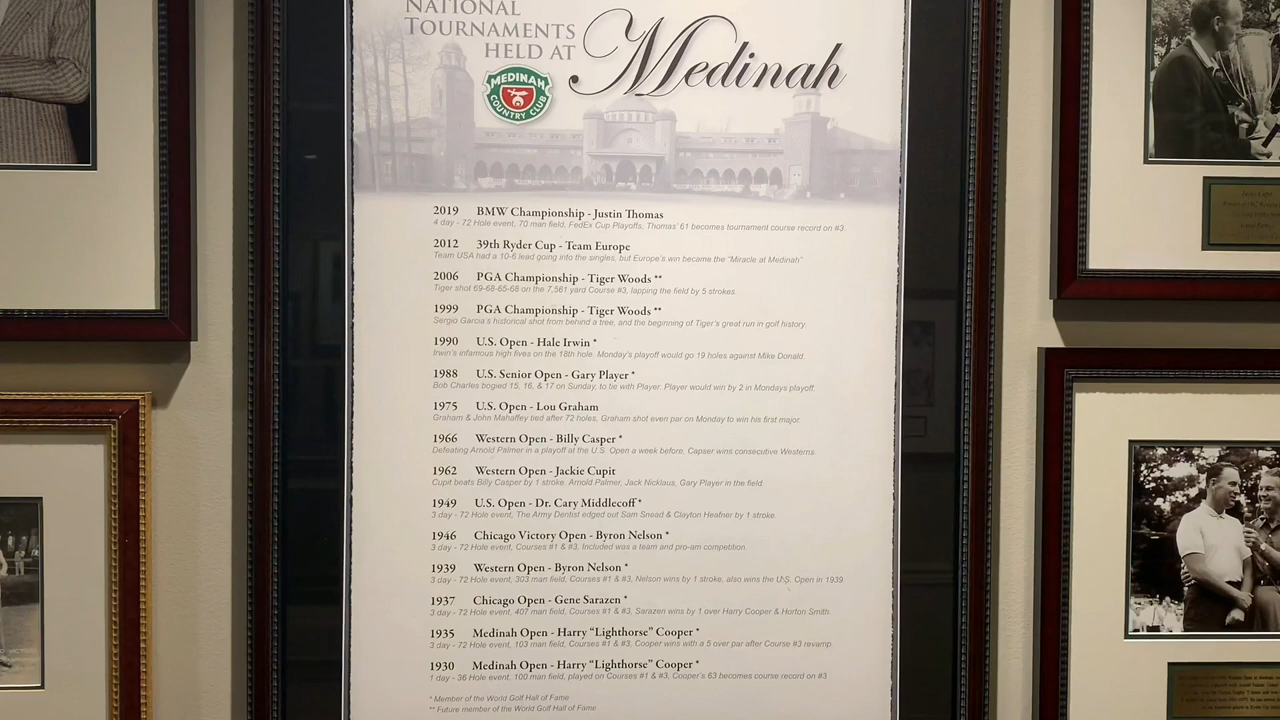 NATIONAL
TOURNAMENTS
HELD AT
Medinah
MEDINAH
COUNTRY CLUB
2019 BMW Championship - Justin Thomas
4 day - 72 Hole event, 70 man field, FedEx Cup Playoffs, Thomas' 61 becomes tournament course record on #3.
2012 39th Ryder Cup - Team Europe
Team USA had a 10-6 lead going into the singles, but Europe's win became the "Miracle at Medinah"
2006 PGA Championship - Tiger Woods **
Tiger shot 69-68-65-68 on the 7,561 yard Course #3, lapping the field by 5 strokes.
1999 PGA Championship - Tiger Woods **
Sergio Garcia's historical shot from behind a tree, and the beginning of Tiger's great run in golf history.
1990 U.S. Open - Hale Irwin *
Irwin's infamous high fives on the 18th hole. Monday's playoff would go 19 holes against Mike Donald.
1988 U.S. Senior Open - Gary Player *
Bob Charles bogied 15, 16, & 17 on Sunday, to tie with Player. Player would win by 2 in Mondays playoff.
1975 U.S. Open - Lou Graham
Graham & John Mahaffey tied after 72 holes, Graham shot even par on Monday to win his first major.
1966 Western Open - Billy Casper *
Defeating Arnold Palmer in a playoff at the U.S. Open a week before, Capser wins consecutive Westerns.
1962 Western Open - Jackie Cupit
Cupit beats Billy Casper by 1 stroke. Arnold Palmer, Jack Nicklaus, Gary Player in the field.
1949 U.S. Open - Dr. Cary Middlecoff *
3 day - 72 Hole event, The Army Dentist edged out Sam Snead & Clayton Heafner by 1 stroke.
1946 Chicago Victory Open - Byron Nelson *
3 day - 72 Hole event, Courses #1 & #3, Included was a team and pro-am competition.
1939 Western Open - Byron Nelson *
3 day - 72 Hole event, 303 man field, Courses #1 & #3, Nelson wins by 1 stroke, also wins the U.S. Open in 1939
1937 Chicago Open - Gene Sarazen *
3 day - 72 Hole event, 407 man field, Courses #1 & #3, Sarazen wins by 1 over Harry Cooper & Horton Smith.
1935 Medinah Open - Harry "Lighthorse" Cooper *
3 day - 72 Hole event, 103 man field, Courses #1 & #3, Cooper wins with a 5 over par after Course #3 revamp.
1930 Medinah Open - Harry "Lighthorse" Cooper *
1 day - 36 Hole event, 100 man field, played on Courses #1 & #3, Cooper's 63 becomes course record on #3
* Member of the World Golf Hall of Fame
** Future member of the World Golf Hall of Fame